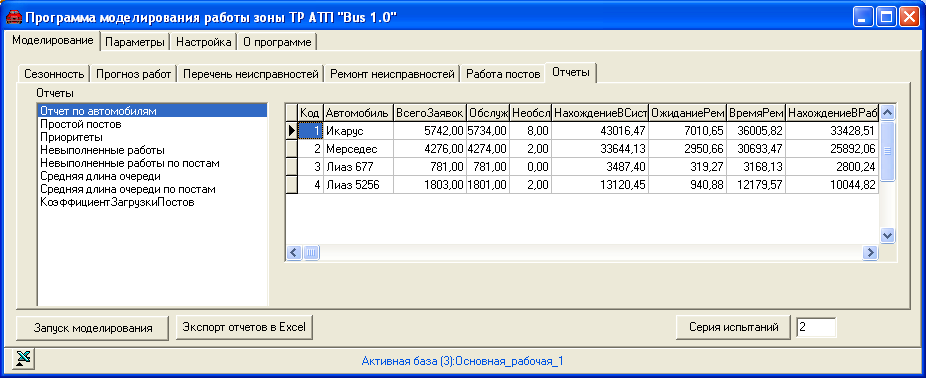 Программа моделирования работы зоны ТР АТП "Bus 1.0"
Моделирование Параметры Настройка О программе
Сезонность Прогноз работ Перечень неисправностей Ремонт неисправностей Работа постов Отчеты
Отчеты
Отчет по автомобилям
Простой постов
Приоритеты
Невыполненные работы
Невыполненные работы по постам
Средняя длина очереди
Средняя длина очереди по постам
КоэффициентЗагрузкиПостов
Код Автомобиль ВсегоЗаявок Обслуж Необсл НахождениеВСист ОжиданиеРем ВремяРем НахождениеВРаб
1 Икарус 5742,00 5734,00 8,00 43016,47 7010,65 36005,82 33428,51
2 Мерседес 4276,00 4274,00 2,00 33644,13 2950,66 30693,47 25892,06
3 Лиаз 677 781,00 781,00 0,00 3487,40 319,27 3168,13 2800,24
4 Лиаз 5256 1803,00 1801,00 2,00 13120,45 940,88 12179,57 10044,82
Запуск моделирования Экспорт отчетов в Excel Серия испытаний 2
Активная база (3):Основная_рабочая_1